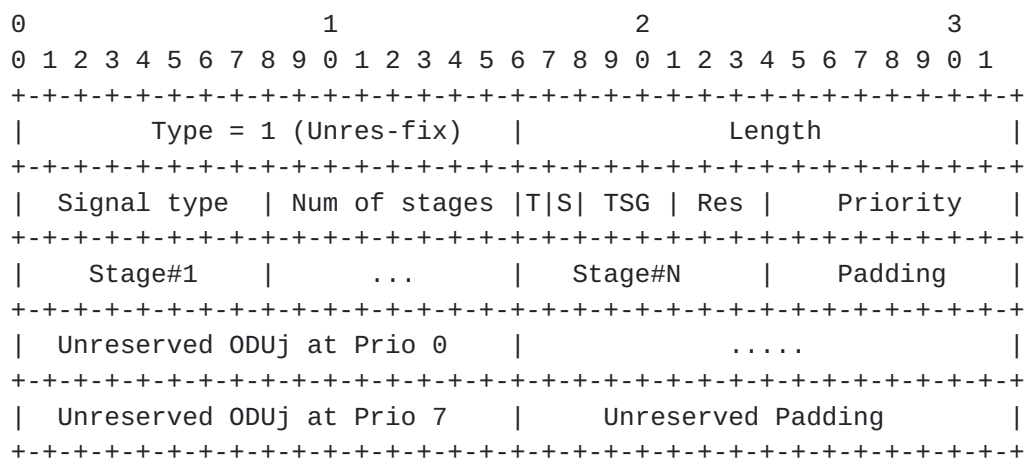 0                   1                   2                   3
0 1 2 3 4 5 6 7 8 9 0 1 2 3 4 5 6 7 8 9 0 1 2 3 4 5 6 7 8 9 0 1
+-+-+-+-+-+-+-+-+-+-+-+-+-+-+-+-+-+-+-+-+-+-+-+-+-+-+-+-+-+-+-+-+
|        Type = 1 (Unres-fix)   |             Length            |
+-+-+-+-+-+-+-+-+-+-+-+-+-+-+-+-+-+-+-+-+-+-+-+-+-+-+-+-+-+-+-+-+
|  Signal type  | Num of stages |T|S| TSG | Res |    Priority   |
+-+-+-+-+-+-+-+-+-+-+-+-+-+-+-+-+-+-+-+-+-+-+-+-+-+-+-+-+-+-+-+-+
|    Stage#1    |      ...      |   Stage#N     |    Padding    |
+-+-+-+-+-+-+-+-+-+-+-+-+-+-+-+-+-+-+-+-+-+-+-+-+-+-+-+-+-+-+-+-+
|  Unreserved ODUj at Prio 0    |             .....             |
+-+-+-+-+-+-+-+-+-+-+-+-+-+-+-+-+-+-+-+-+-+-+-+-+-+-+-+-+-+-+-+-+
|  Unreserved ODUj at Prio 7    |     Unreserved Padding        |
+-+-+-+-+-+-+-+-+-+-+-+-+-+-+-+-+-+-+-+-+-+-+-+-+-+-+-+-+-+-+-+-+